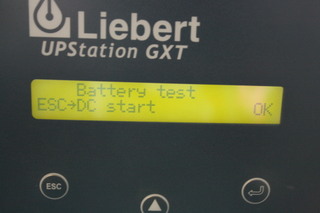 Liebert
UPStation GXT
Battery test
ESC→DC start OK
ESC